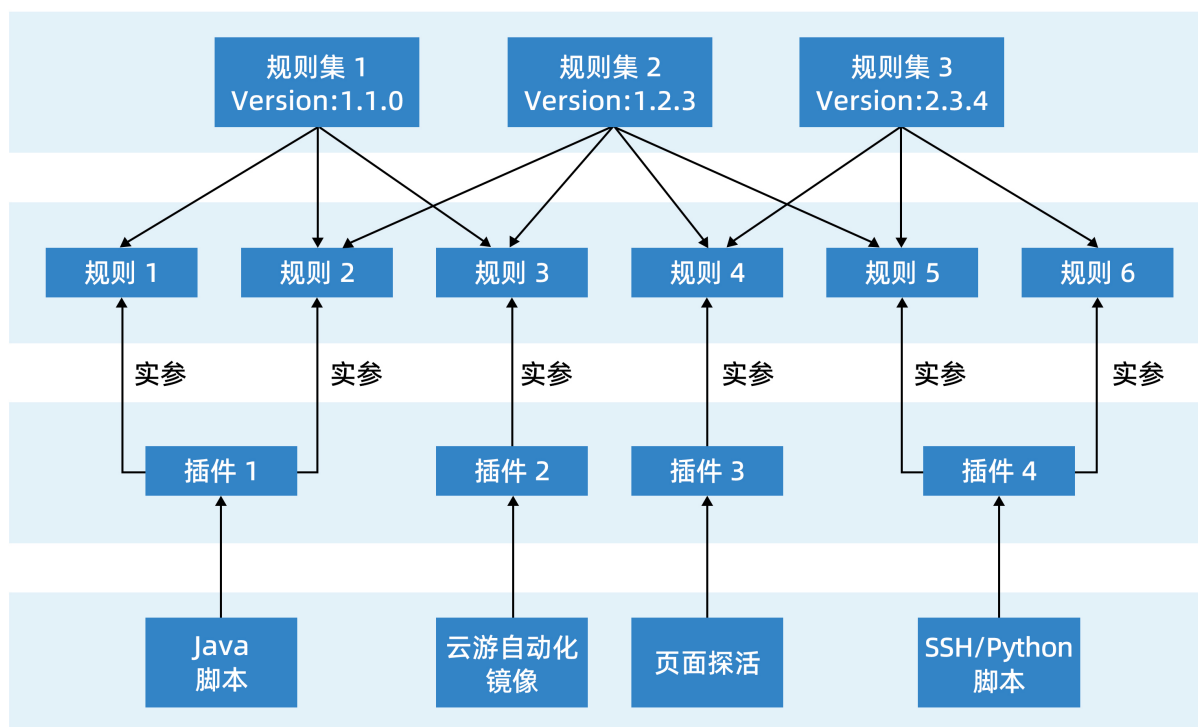 规则集 1
Version:1.1.0
规则集 2
Version:1.2.3
规则集 3
Version:2.3.4
规则 1
规则 2
规则 3
规则 4
规则 5
规则 6
实参
实参
实参
实参
实参
实参
插件 1
插件 2
插件 3
插件 4
Java
脚本
云游自动化
镜像
页面探活
SSH/Python
脚本